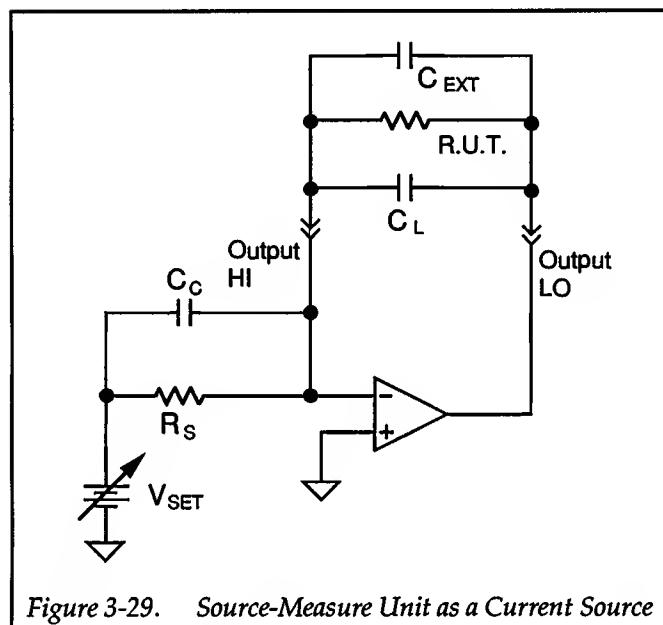 C EXT
R.U.T.
C L
Output
HI
Output
LO
C C
R S
−
+
V SET
Figure 3-29. Source-Measure Unit as a Current Source